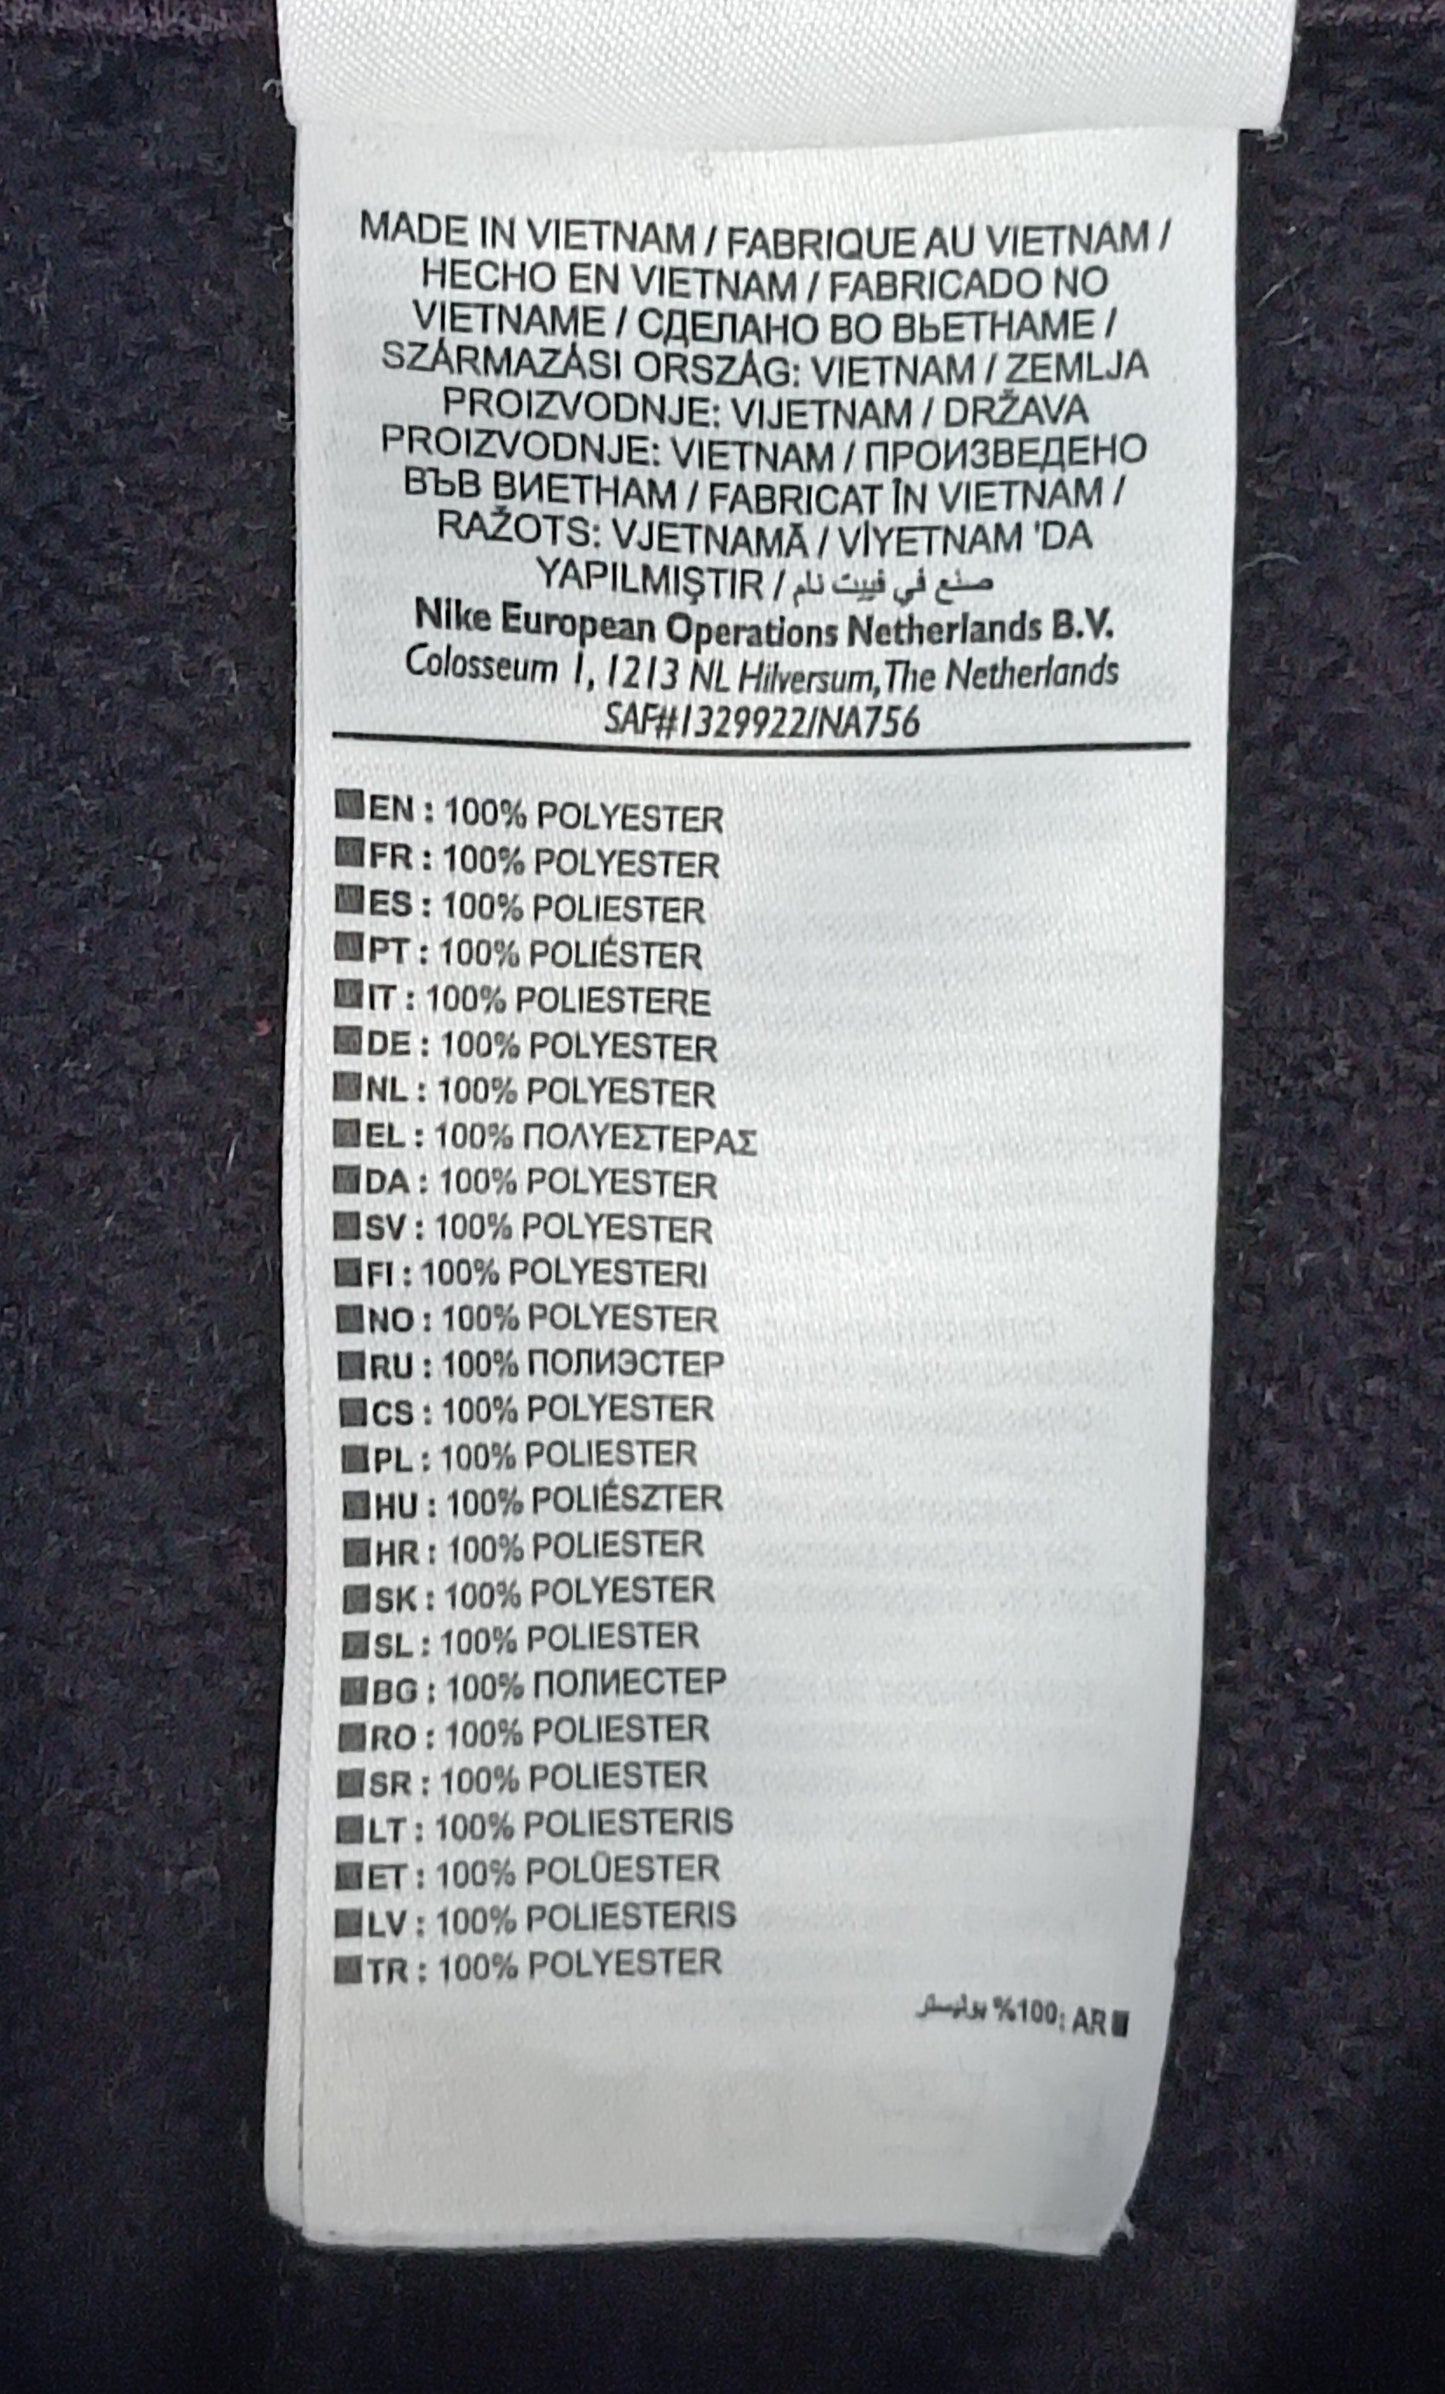 MADE IN VIETNAM / FABRIQUE AU VIETNAM /
HECHO EN VIETNAM / FABRICADO NO
VIETNAME / СДЕЛАНО ВО ВЬЕТНАМЕ /
SZÁRMAZÁSI ORSZÁG: VIETNAM / ZEMLJA
PROIZVODNJE: VIJETNAM / DRŽAVA
PROIZVODNJE: VIETNAM / ПРОИЗВЕДЕНО
ВЪВ ВИЕТНАМ / FABRICAT ÎN VIETNAM /
RAŽOTS: VJETNAMĀ / VİYETNAM 'DA
YAPILMIŞTIR / صنع في فييت نام
Nike European Operations Netherlands B.V.
Colosseum 1, 1213 NL Hilversum, The Netherlands
SAF#1329922/NA756
EN : 100% POLYESTER
FR : 100% POLYESTER
ES : 100% POLIESTER
PT : 100% POLIÉSTER
IT : 100% POLIESTERE
DE : 100% POLYESTER
NL : 100% POLYESTER
EL : 100% ΠΟΛΥΕΣΤΕΡΑΣ
DA : 100% POLYESTER
SV : 100% POLYESTER
FI : 100% POLYESTERI
NO : 100% POLYESTER
RU : 100% ПОЛИЭСТЕР
CS : 100% POLYESTER
PL : 100% POLIESTER
HU : 100% POLIÉSZTER
HR : 100% POLIESTER
SK : 100% POLYESTER
SL : 100% POLIESTER
BG : 100% ПОЛИЕСТЕР
RO : 100% POLIESTER
SR : 100% POLIESTER
LT : 100% POLIESTERIS
ET : 100% POLÜESTER
LV : 100% POLIESTERIS
TR : 100% POLYESTER
AR :100% بوليستر